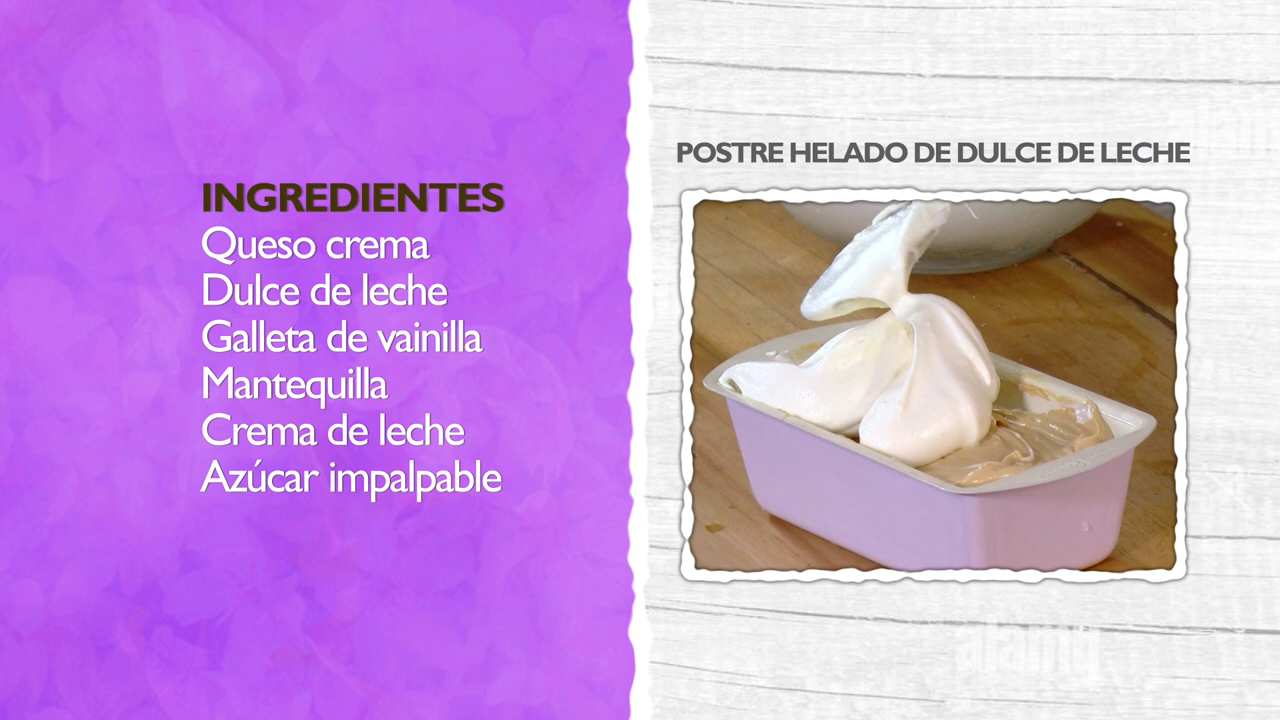 INGREDIENTES
Queso crema
Dulce de leche
Galleta de vainilla
Mantequilla
Crema de leche
Azúcar impalpable
POSTRE HELADO DE DULCE DE LECHE
alamy